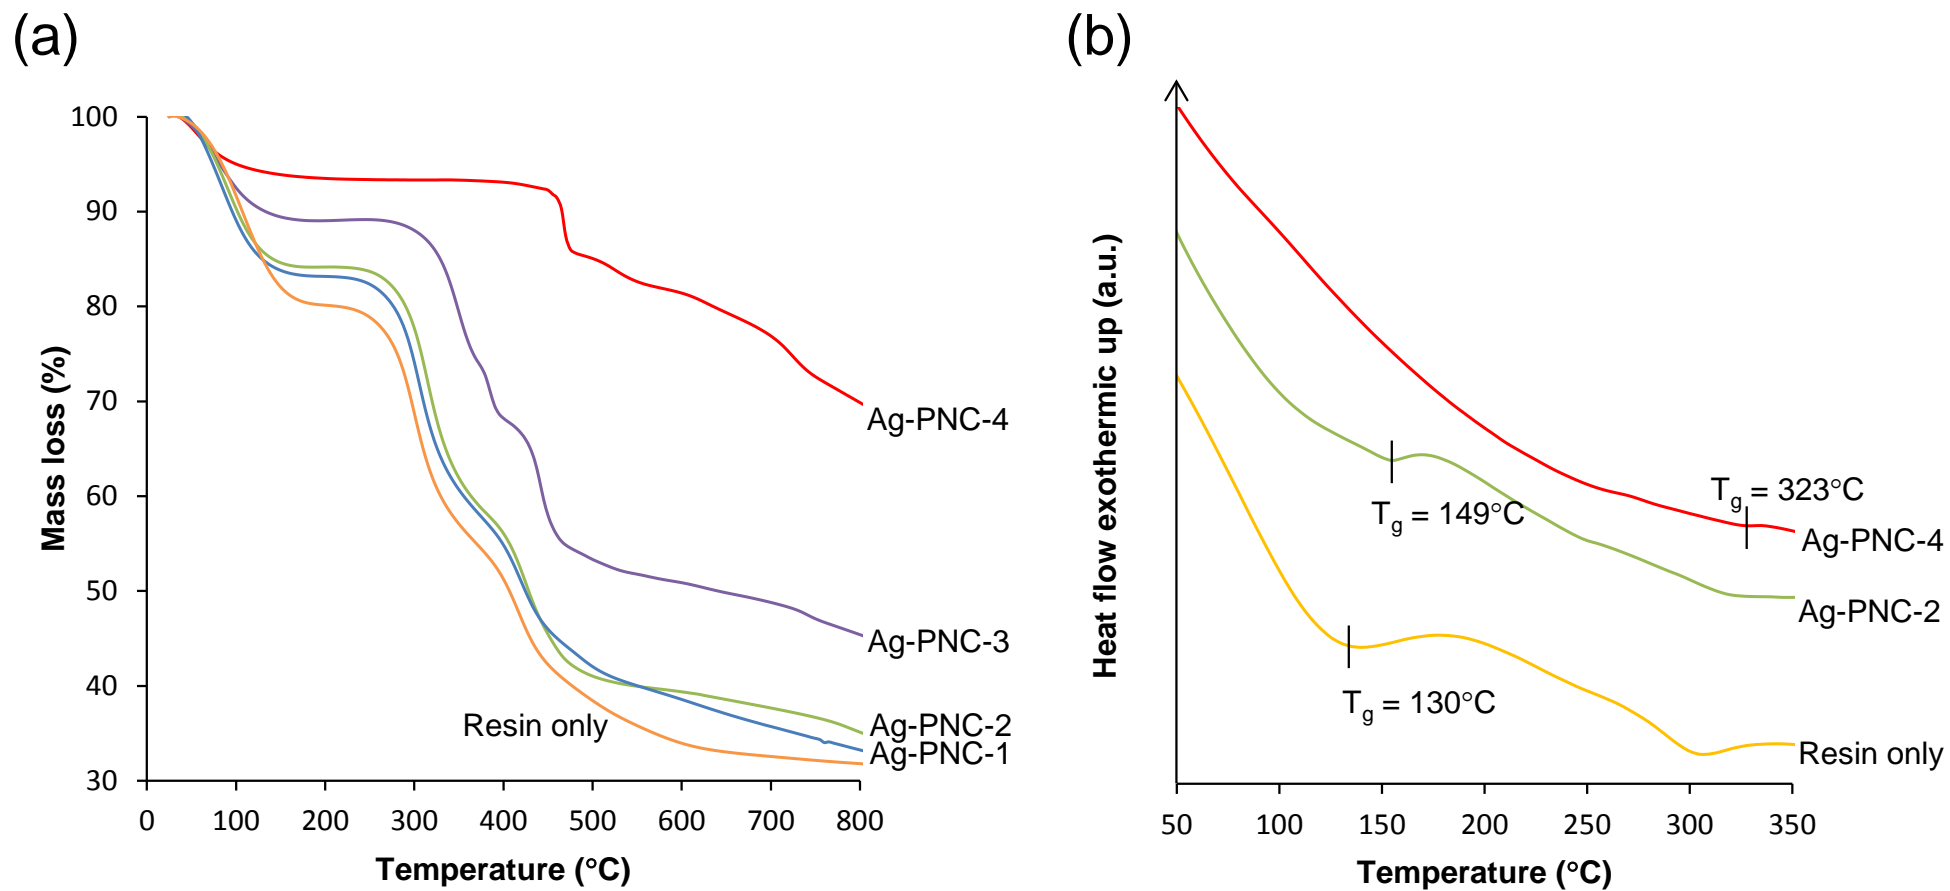 (a)
100
90
80
70
60
50
40
30
Mass loss (%)
0 100 200 300 400 500 600 700 800
Temperature (°C)
Ag-PNC-4
Ag-PNC-3
Ag-PNC-2
Ag-PNC-1
Resin only
(b)
Heat flow exothermic up (a.u.)
Tg = 323°C
Tg = 149°C
Tg = 130°C
Ag-PNC-4
Ag-PNC-2
Resin only
50 100 150 200 250 300 350
Temperature (°C)